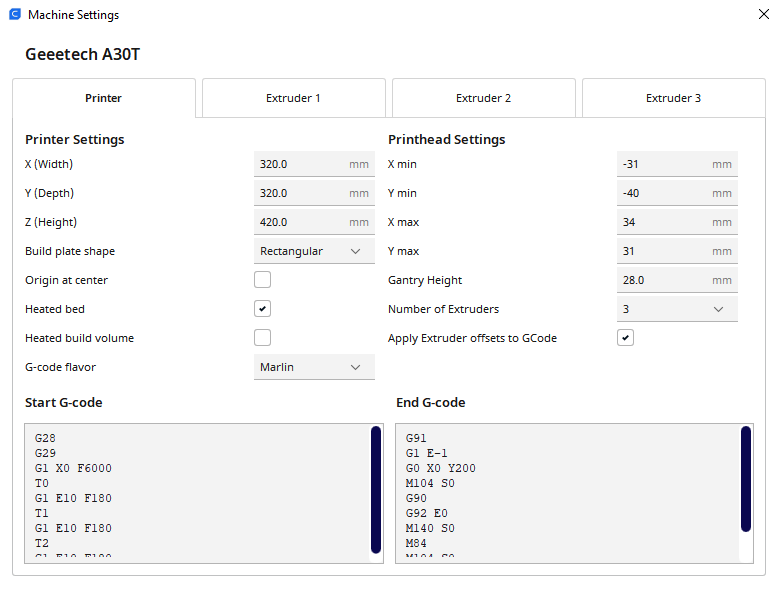 Machine Settings
Geeetech A30T
Printer
Extruder 1
Extruder 2
Extruder 3
Printer Settings
X (Width) 320.0 mm
Y (Depth) 320.0 mm
Z (Height) 420.0 mm
Build plate shape Rectangular
Origin at center
Heated bed
Heated build volume
G-code flavor Marlin
Printhead Settings
X min -31 mm
Y min -40 mm
X max 34 mm
Y max 31 mm
Gantry Height 28.0 mm
Number of Extruders 3
Apply Extruder offsets to GCode
Start G-code
G28
G29
G1 X0 F6000
T0
G1 E10 F180
T1
G1 E10 F180
T2
G1 E10 F180
End G-code
G91
G1 E-1
G0 X0 Y200
M104 S0
G90
G92 E0
M140 S0
M84
M104 S0